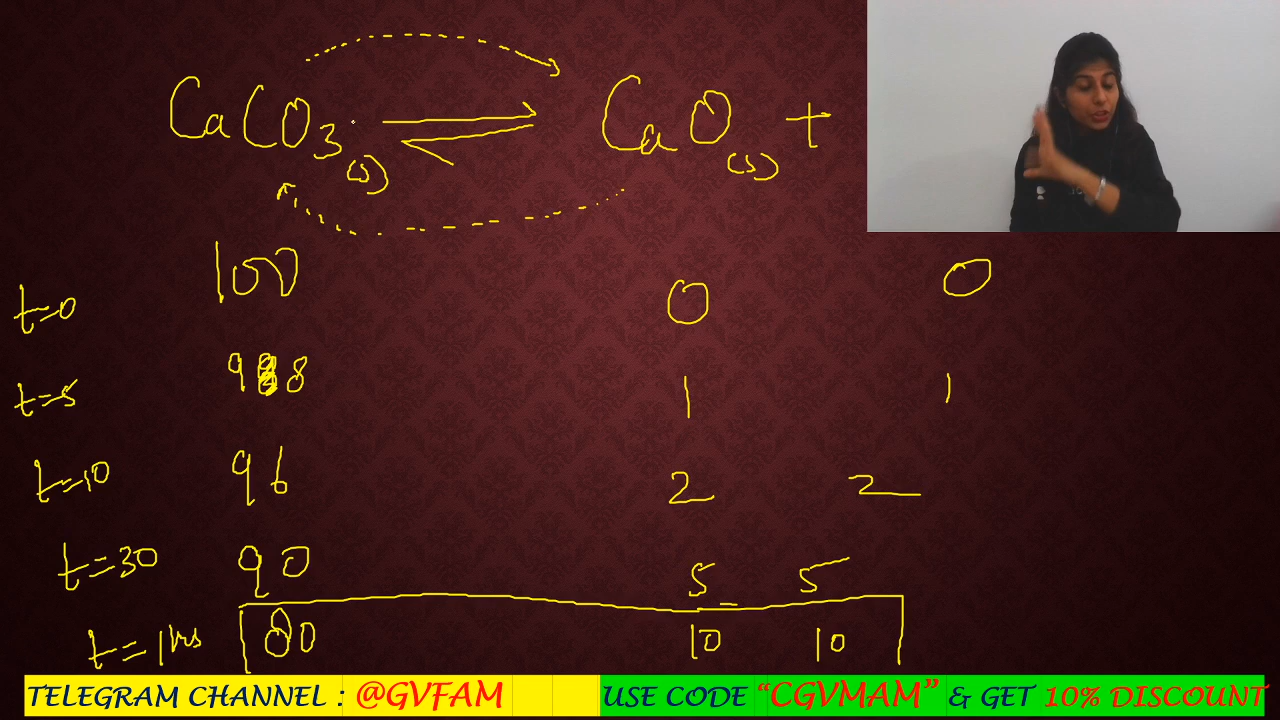 CaCO3(s) ⇌ CaO(s) +
t=0 100 0 0
t=5 98 1 1
t=10 96 2 2
t=30 90 5 5
t=1hrs 80 10 10
TELEGRAM CHANNEL : @GVFAM USE CODE “CGVMAM” & GET 10% DISCOUNT